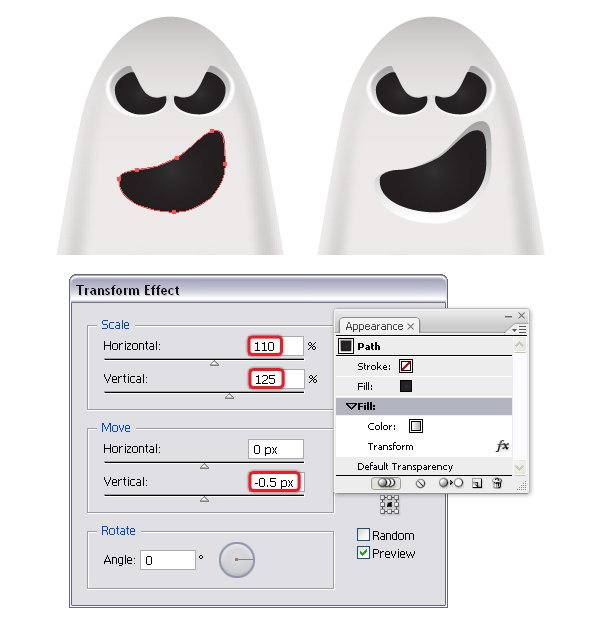 Transform Effect
Scale
Horizontal: 110 %
Vertical: 125 %
Move
Horizontal: 0 px
Vertical: -0.5 px
Rotate
Angle: 0 °
Random
Preview
Appearance ×
Path
Stroke:
Fill:
Fill:
Color:
Transform fx
Default Transparency